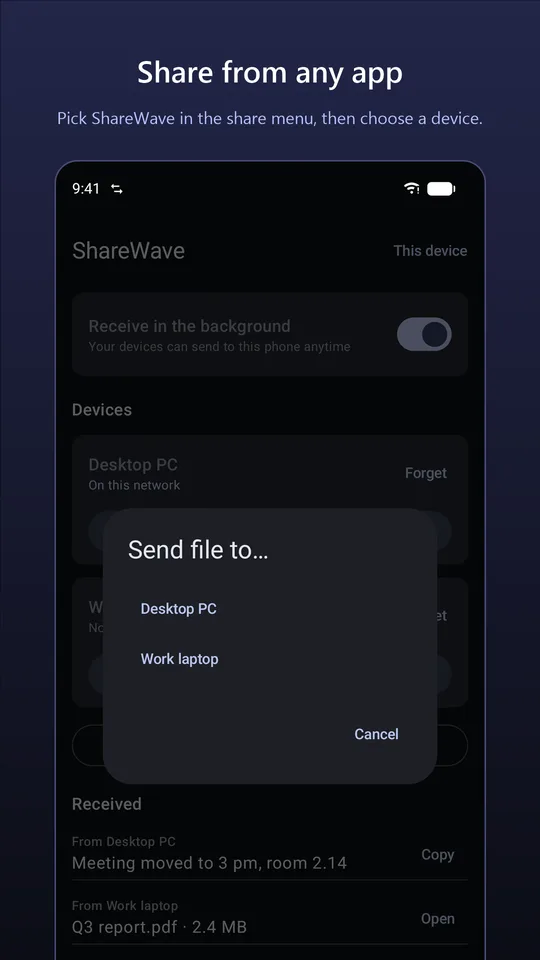 Share from any app
Pick ShareWave in the share menu, then choose a device.
9:41
ShareWave
This device
Receive in the background
Your devices can send to this phone anytime
Devices
Desktop PC
Forget
On this network
Send file to…
Desktop PC
Work laptop
Cancel
Received
From Desktop PC
Meeting moved to 3 pm, room 2.14
Copy
From Work laptop
Q3 report.pdf · 2.4 MB
Open